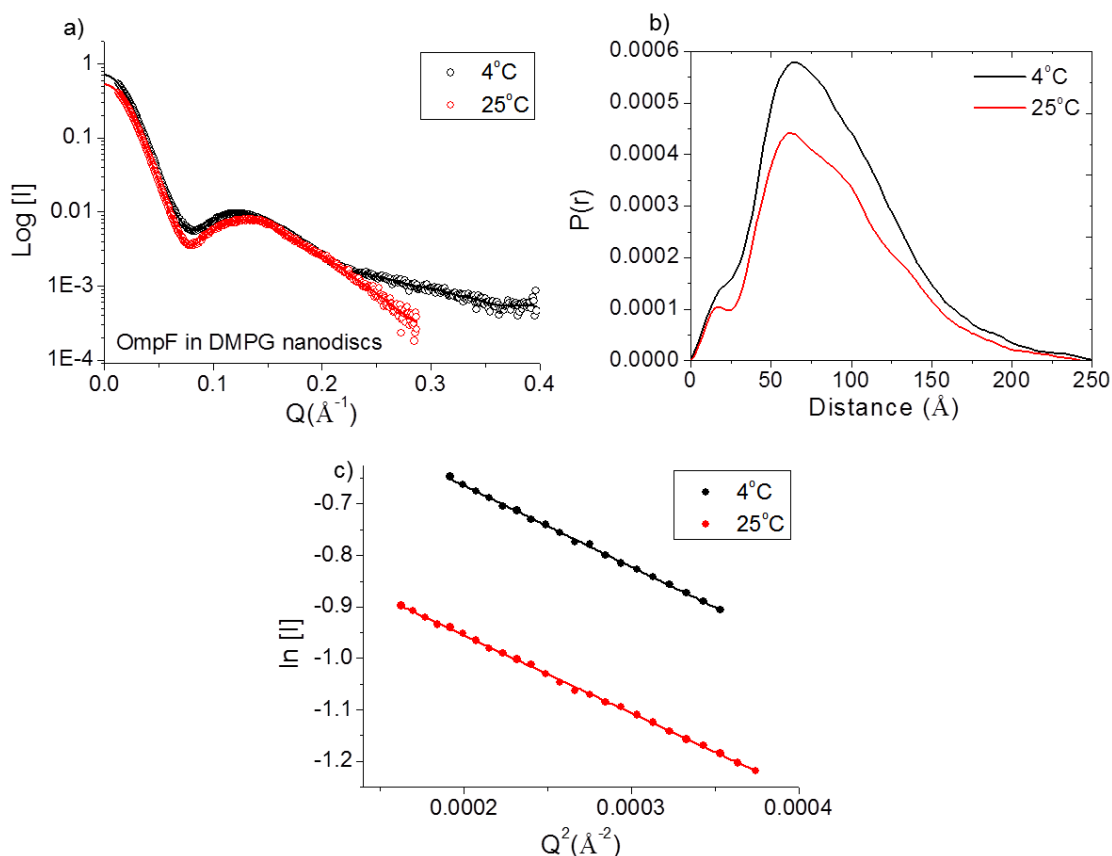 a)
4°C
25°C
1
0.1
0.01
1E-3
1E-4
Log [I]
OmpF in DMPG nanodiscs
0.0 0.1 0.2 0.3 0.4
Q(Å⁻¹)
b)
4°C
25°C
0.0006
0.0005
0.0004
0.0003
0.0002
0.0001
0.0000
P(r)
0 50 100 150 200 250
Distance (Å)
c)
4°C
25°C
-0.7
-0.8
-0.9
-1.0
-1.1
-1.2
ln [I]
0.0002 0.0003 0.0004
Q²(Å⁻²)